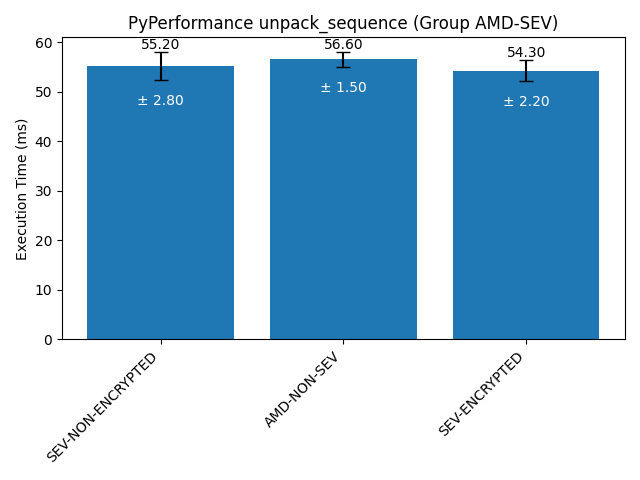 PyPerformance unpack_sequence (Group AMD-SEV)
60
50
40
30
20
10
0
Execution Time (ms)
55.20
56.60
54.30
± 2.80
± 1.50
± 2.20
SEV-NON-ENCRYPTED
AMD-NON-SEV
SEV-ENCRYPTED